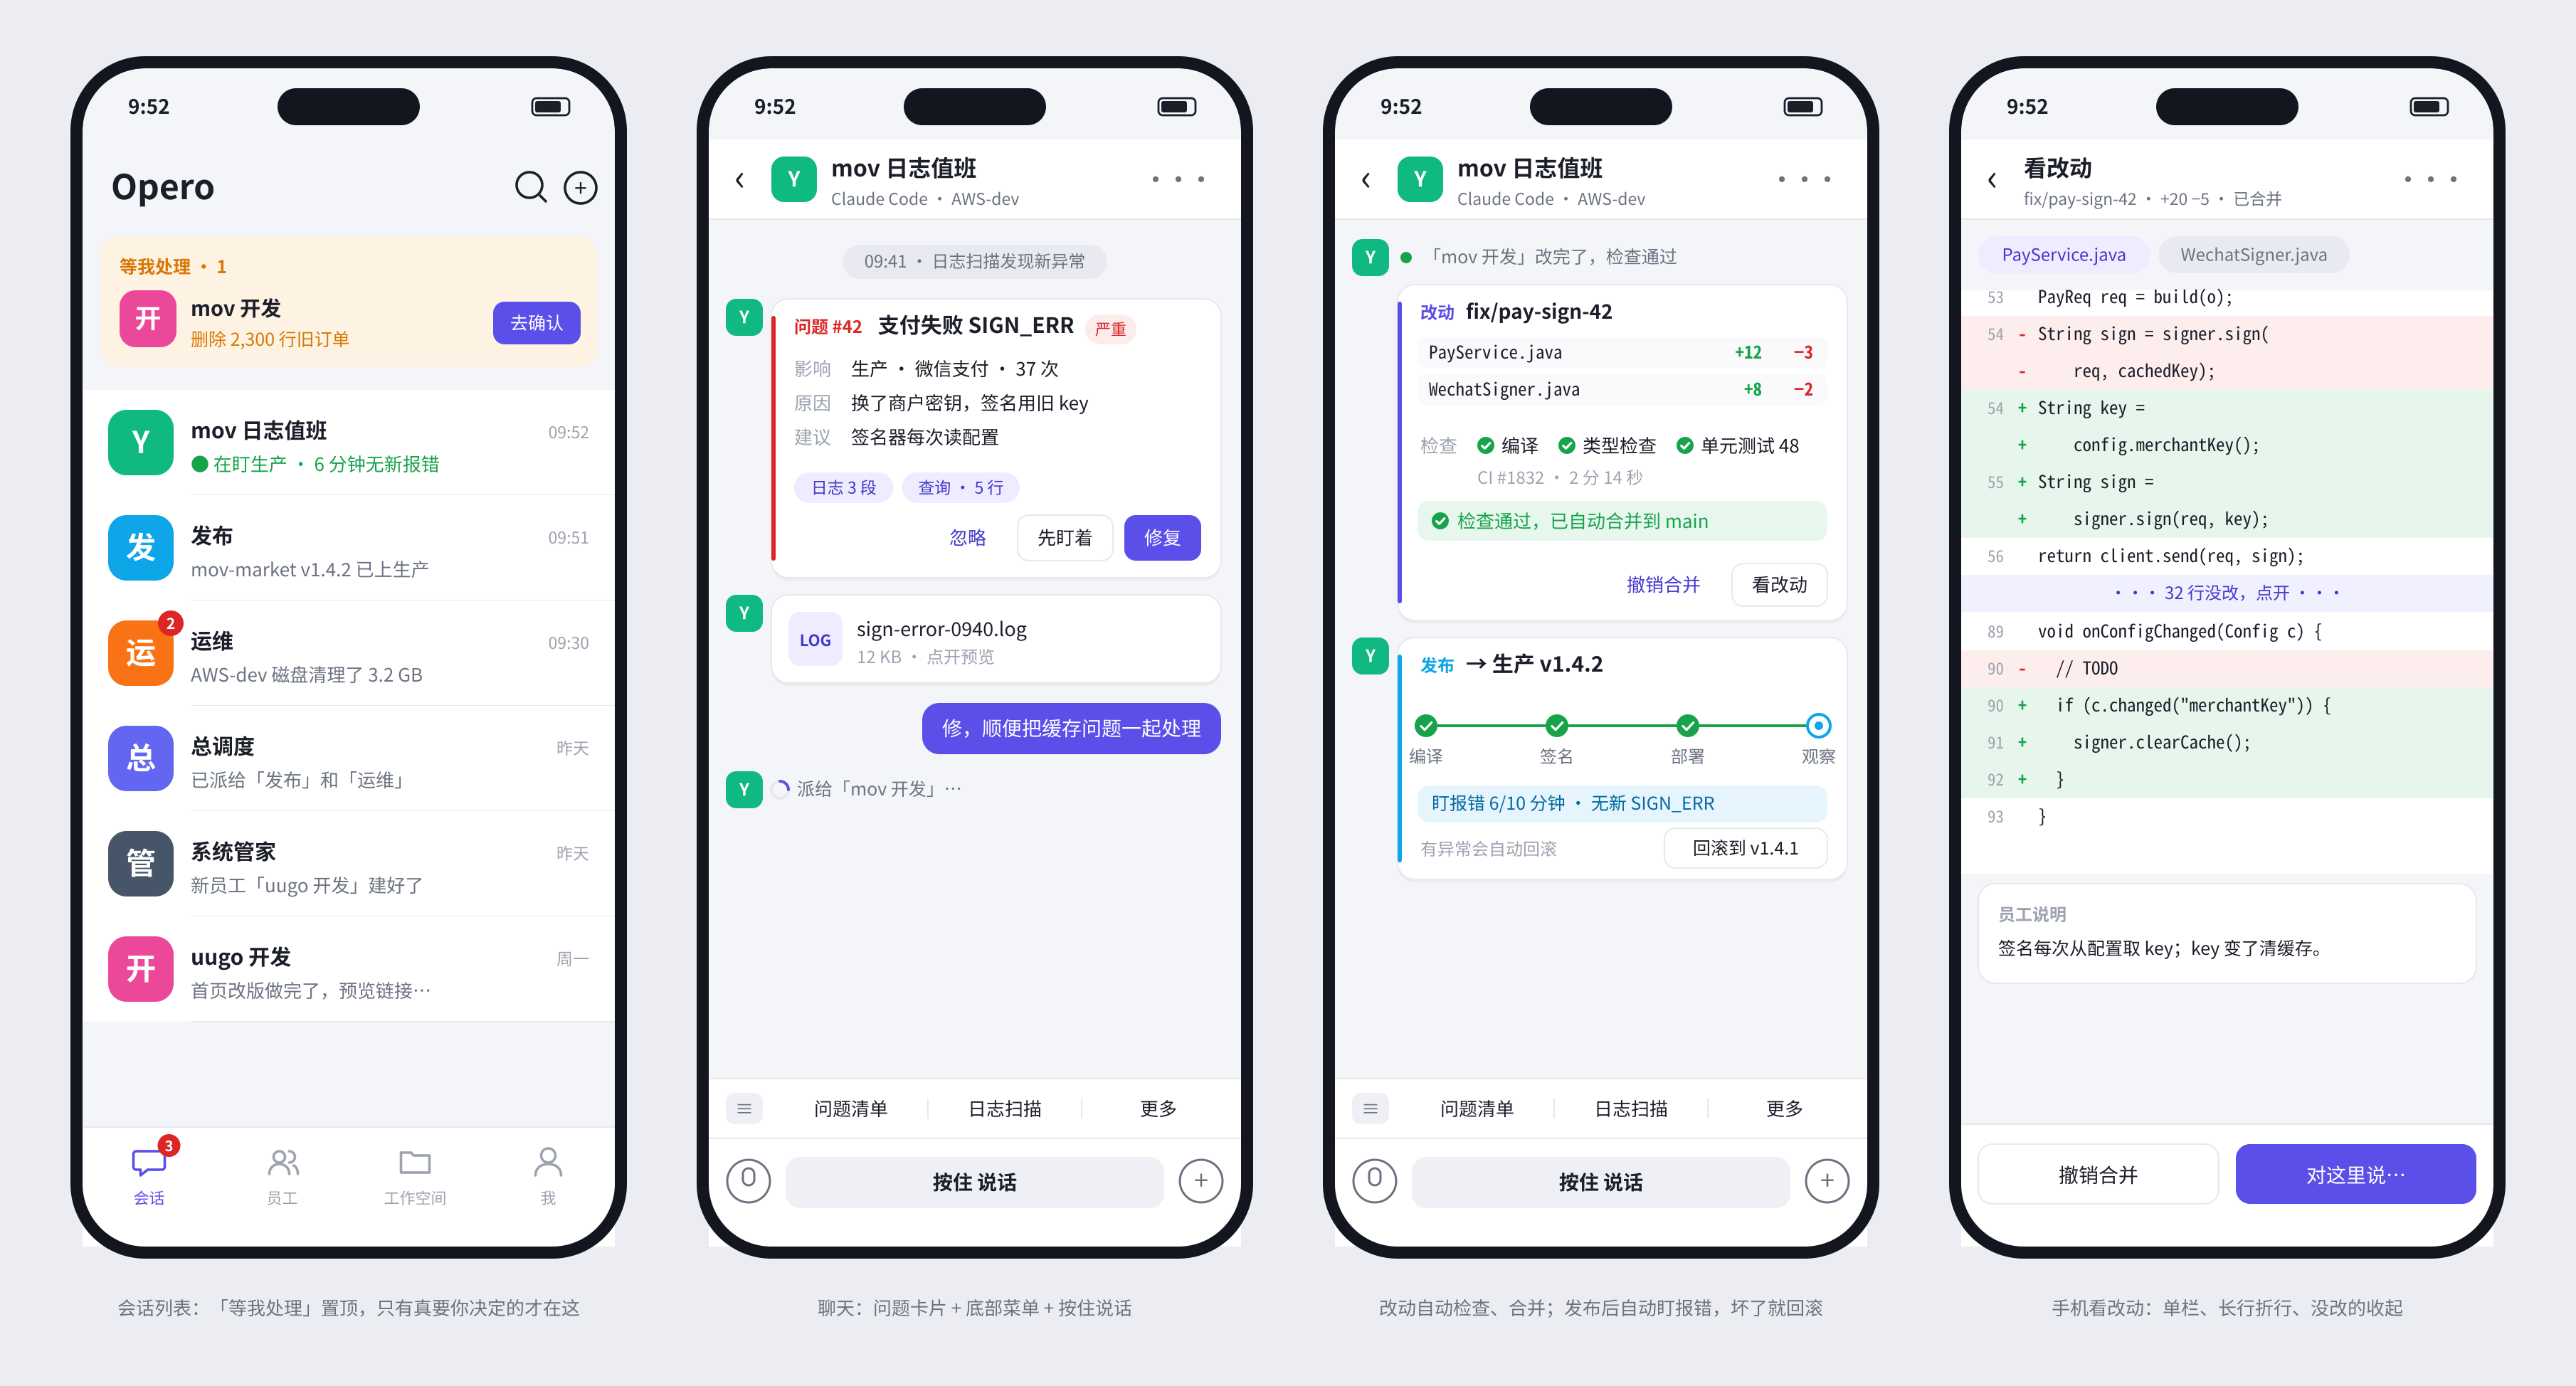 9:52
Opero
等我处理 · 1
开
mov 开发
删除 2,300 行旧订单
去确认
Y
mov 日志值班
09:52
在盯生产 · 6 分钟无新报错
发
发布
09:51
mov-market v1.4.2 已上生产
2
运
运维
09:30
AWS-dev 磁盘清理了 3.2 GB
总
总调度
昨天
已派给「发布」和「运维」
管
系统管家
昨天
新员工「uugo 开发」建好了
开
uugo 开发
周一
首页改版做完了，预览链接…
3
会话
员工
工作空间
我
会话列表：「等我处理」置顶，只有真要你决定的才在这
9:52
Y
mov 日志值班
Claude Code · AWS-dev
09:41 · 日志扫描发现新异常
Y
问题 #42 支付失败 SIGN_ERR 严重
影响 生产 · 微信支付 · 37 次
原因 换了商户密钥，签名用旧 key
建议 签名器每次读配置
日志 3 段 查询 · 5 行
忽略 先盯着 修复
Y
LOG
sign-error-0940.log
12 KB · 点开预览
修，顺便把缓存问题一起处理
Y
派给「mov 开发」…
问题清单 日志扫描 更多
按住 说话
聊天：问题卡片 + 底部菜单 + 按住说话
9:52
Y
mov 日志值班
Claude Code · AWS-dev
Y
「mov 开发」改完了，检查通过
改动 fix/pay-sign-42
PayService.java +12 −3
WechatSigner.java +8 −2
检查 编译 类型检查 单元测试 48
CI #1832 · 2 分 14 秒
检查通过，已自动合并到 main
撤销合并 看改动
Y
发布 → 生产 v1.4.2
编译 签名 部署 观察
盯报错 6/10 分钟 · 无新 SIGN_ERR
有异常会自动回滚 回滚到 v1.4.1
问题清单 日志扫描 更多
按住 说话
改动自动检查、合并；发布后自动盯报错，坏了就回滚
9:52
看改动
fix/pay-sign-42 · +20 −5 · 已合并
PayService.java WechatSigner.java
53 PayReq req = build(o);
54 - String sign = signer.sign(
- req, cachedKey);
54 + String key =
+ config.merchantKey();
55 + String sign =
+ signer.sign(req, key);
56 return client.send(req, sign);
··· 32 行没改，点开 ···
89 void onConfigChanged(Config c) {
90 - // TODO
90 + if (c.changed("merchantKey")) {
91 + signer.clearCache();
92 + }
93 }
员工说明
签名每次从配置取 key；key 变了清缓存。
撤销合并 对这里说…
手机看改动：单栏、长行折行、没改的收起